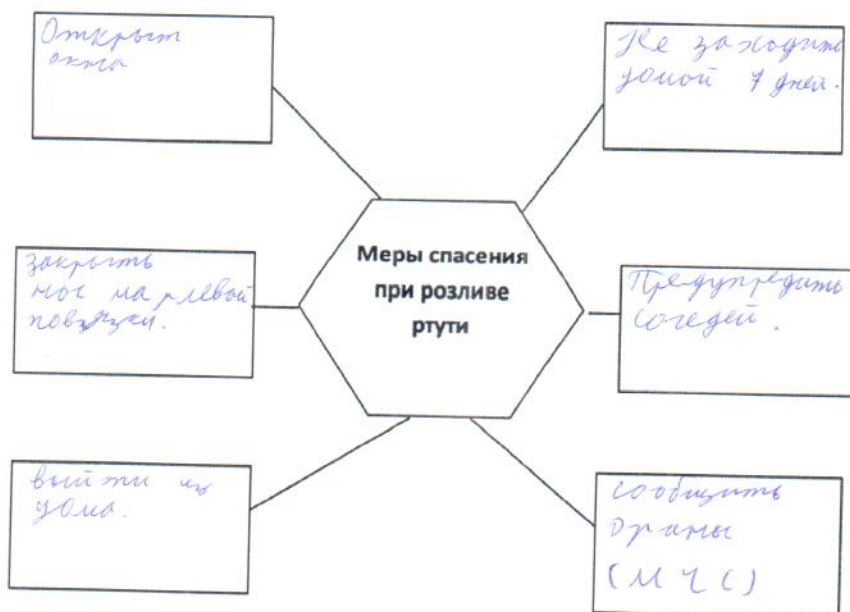 Открыт
окна
Не заходить
домой 7 дней.
Меры спасения
при розливе
ртути
закрыть
нос марлевой
повязки.
Предупредить
соседей.
выйти из
дома.
сообщить
органы
(МЧС)